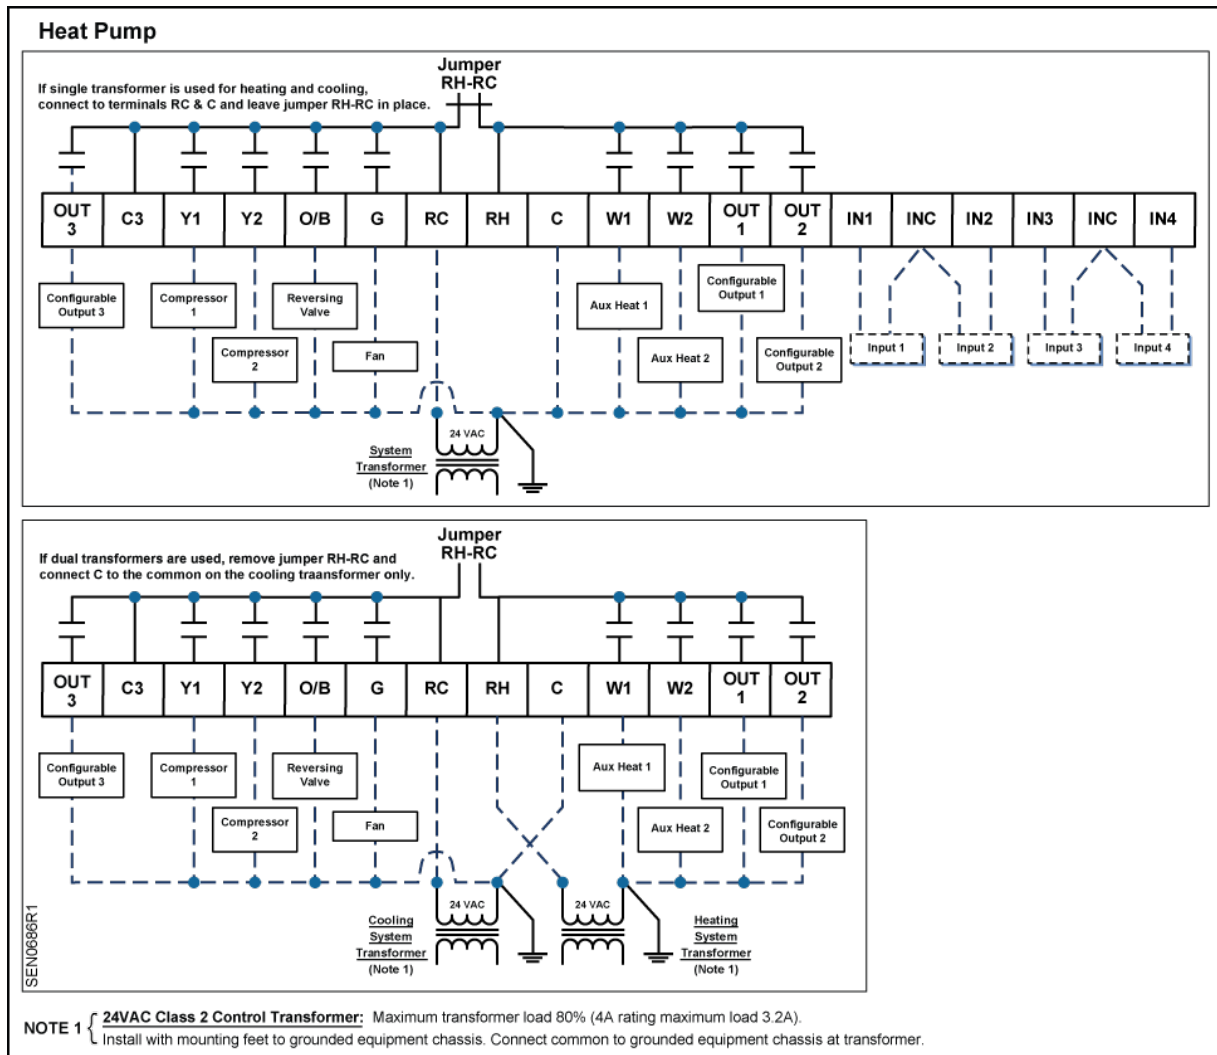 Heat Pump
Jumper
RH-RC
If single transformer is used for heating and cooling,
connect to terminals RC & C and leave jumper RH-RC in place.
OUT 3 C3 Y1 Y2 O/B G RC RH C W1 W2 OUT 1 OUT 2 IN1 INC IN2 IN3 INC IN4
Configurable
Output 3
Compressor
1
Compressor
2
Reversing
Valve
Fan
Aux Heat 1
Aux Heat 2
Configurable
Output 1
Configurable
Output 2
Input 1
Input 2
Input 3
Input 4
24 VAC
System
Transformer
(Note 1)
Jumper
RH-RC
If dual transformers are used, remove jumper RH-RC and
connect C to the common on the cooling traansformer only.
OUT 3 C3 Y1 Y2 O/B G RC RH C W1 W2 OUT 1 OUT 2
Configurable
Output 3
Compressor
1
Compressor
2
Reversing
Valve
Fan
Aux Heat 1
Aux Heat 2
Configurable
Output 1
Configurable
Output 2
24 VAC
24 VAC
Cooling
System
Transformer
(Note 1)
Heating
System
Transformer
(Note 1)
SEN0686R1
NOTE 1 { 24VAC Class 2 Control Transformer: Maximum transformer load 80% (4A rating maximum load 3.2A).
Install with mounting feet to grounded equipment chassis. Connect common to grounded equipment chassis at transformer.